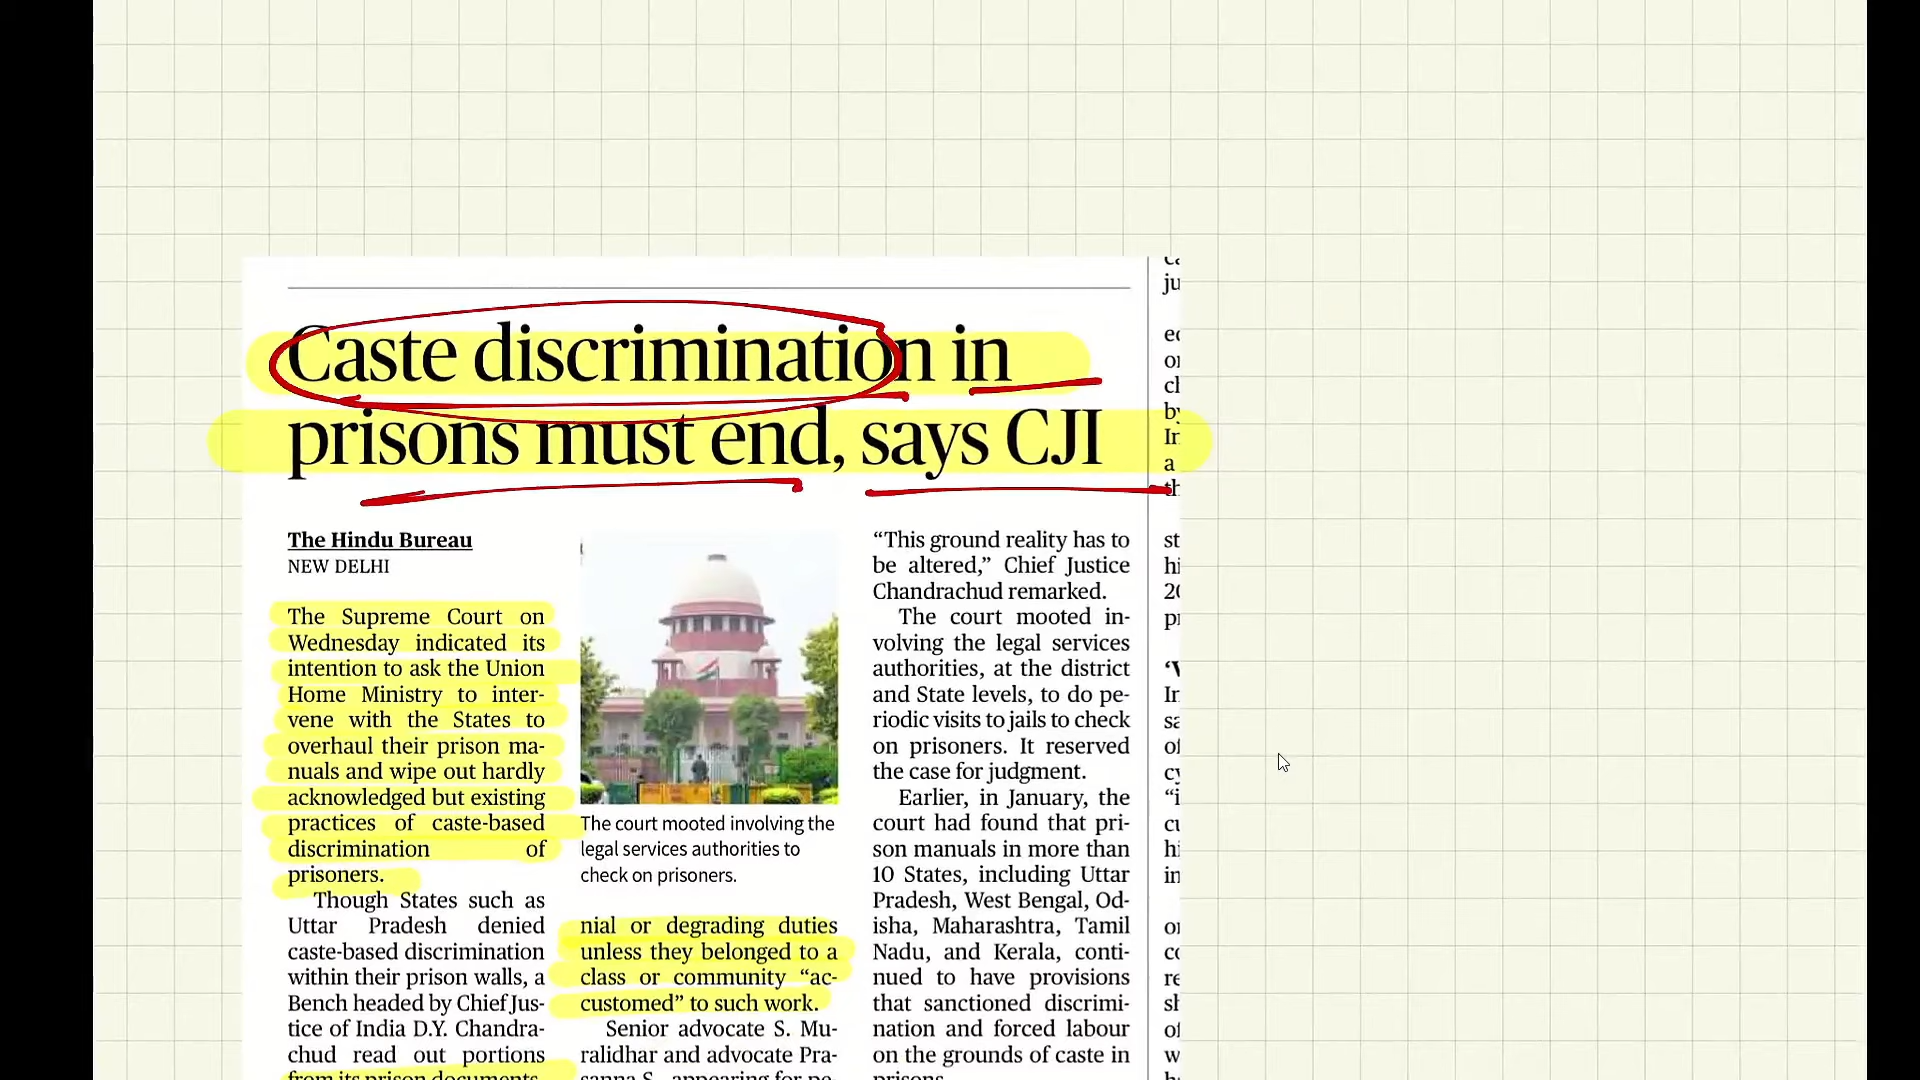 Caste discrimination in
prisons must end, says CJI
The Hindu Bureau
NEW DELHI
The Supreme Court on
Wednesday indicated its
intention to ask the Union
Home Ministry to inter-
vene with the States to
overhaul their prison ma-
nuals and wipe out hardly
acknowledged but existing
practices of caste-based
discrimination of
prisoners.
Though States such as
Uttar Pradesh denied
caste-based discrimination
within their prison walls, a
Bench headed by Chief Jus-
tice of India D.Y. Chandra-
chud read out portions
from its prison documents
The court mooted involving the
legal services authorities to
check on prisoners.
nial or degrading duties
unless they belonged to a
class or community “ac-
customed” to such work.
Senior advocate S. Mu-
ralidhar and advocate Pra-
sanna S., appearing for pe-
“This ground reality has to
be altered,” Chief Justice
Chandrachud remarked.
The court mooted in-
volving the legal services
authorities, at the district
and State levels, to do pe-
riodic visits to jails to check
on prisoners. It reserved
the case for judgment.
Earlier, in January, the
court had found that pri-
son manuals in more than
10 States, including Uttar
Pradesh, West Bengal, Od-
isha, Maharashtra, Tamil
Nadu, and Kerala, conti-
nued to have provisions
that sanctioned discrimi-
nation and forced labour
on the grounds of caste in
prisons.